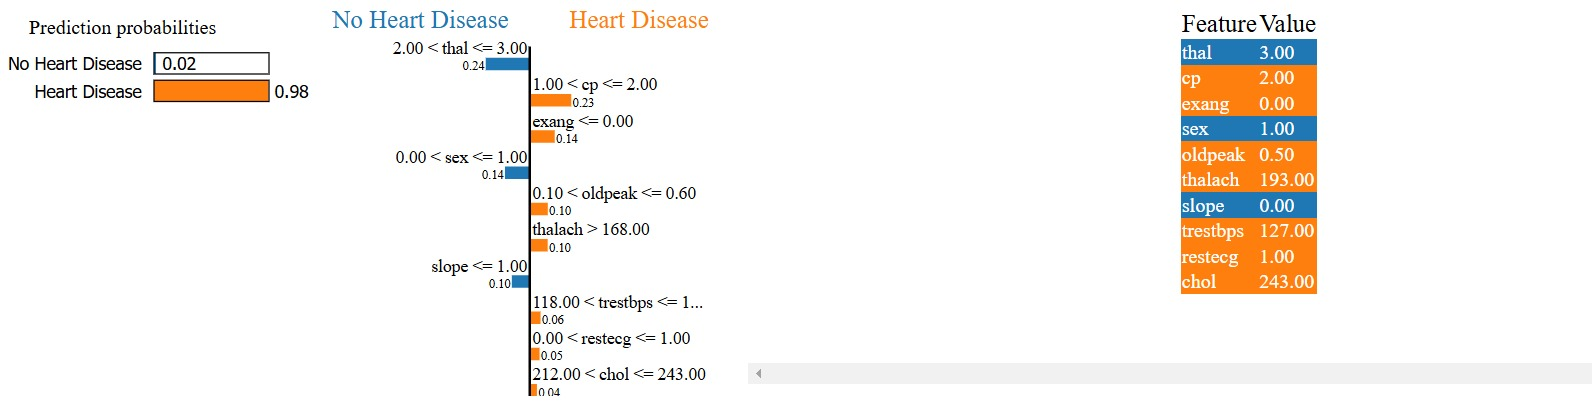 Prediction probabilities
No Heart Disease 0.02
Heart Disease 0.98
No Heart Disease Heart Disease
2.00 < thal <= 3.00
0.24
1.00 < cp <= 2.00
0.23
exang <= 0.00
0.14
0.00 < sex <= 1.00
0.14
0.10 < oldpeak <= 0.60
0.10
thalach > 168.00
0.10
slope <= 1.00
0.10
118.00 < trestbps <= 1...
0.06
0.00 < restecg <= 1.00
0.05
212.00 < chol <= 243.00
0.04
Feature Value
thal 3.00
cp 2.00
exang 0.00
sex 1.00
oldpeak 0.50
thalach 193.00
slope 0.00
trestbps 127.00
restecg 1.00
chol 243.00